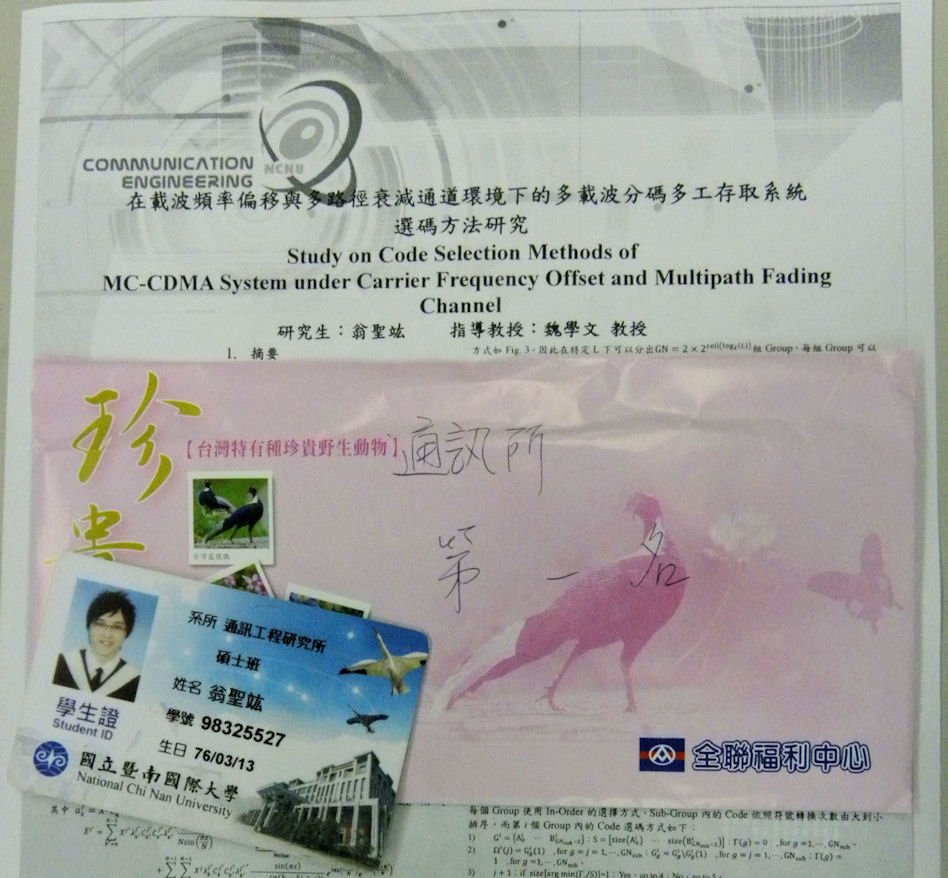 COMMUNICATION
ENGINEERING
NCNU
在載波頻率偏移與多路徑衰減通道環境下的多載波分碼多工存取系統
選碼方法研究
Study on Code Selection Methods of
MC-CDMA System under Carrier Frequency Offset and Multipath Fading
Channel
研究生：翁聖竑 指導教授：魏學文 教授
1. 摘要
方式如 Fig. 3，因此在特定 L 下可以分出GN = 2 × 2^{ceil(log₂(L))}組 Group，每組 Group 可以
珍
貴
【台灣特有種珍貴野生動物】
通訊所
第一名
全聯福利中心
系所 通訊工程研究所
碩士班
姓名 翁聖竑
學號 98325527
生日 76/03/13
學生證
Student ID
國立暨南國際大學
National Chi Nan University
其中
每個 Group 使用 In-Order 的選擇方式，Sub-Group 內的 Code 依照符號轉換次數由大到小
排序，而第 i 個 Group 內的 Code 選碼方式如下：